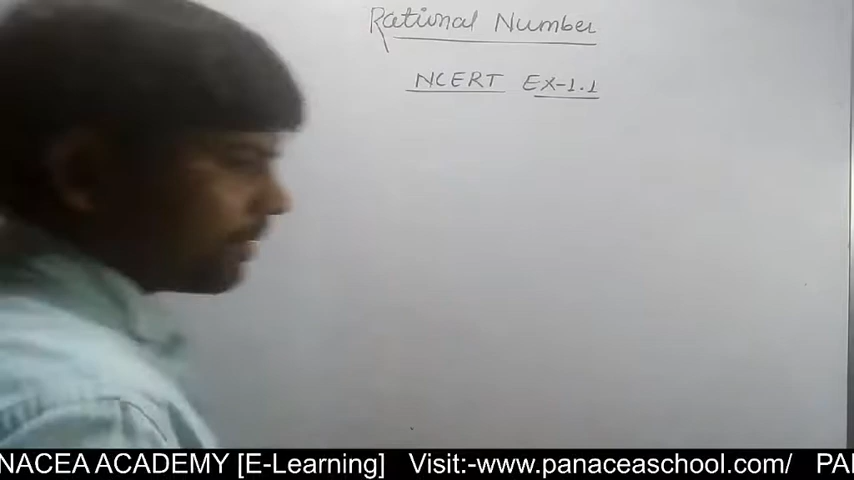 Rational Number
NCERT EX-1.1
NACEA ACADEMY [E-Learning] Visit:-www.panaceaschool.com/ PA